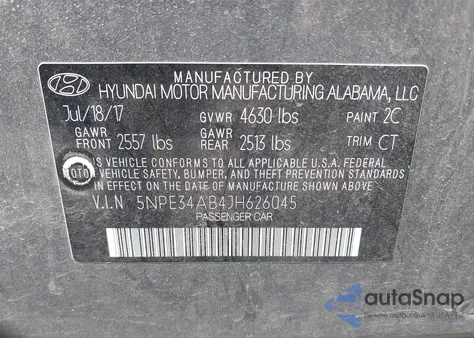 MANUFACTURED BY
HYUNDAI MOTOR MANUFACTURING ALABAMA, LLC
Jul/18/17 GVWR 4630 lbs PAINT 2C
GAWR FRONT 2557 lbs GAWR REAR 2513 lbs TRIM CT
THIS VEHICLE CONFORMS TO ALL APPLICABLE U.S.A. FEDERAL
MOTOR VEHICLE SAFETY, BUMPER, AND THEFT PREVENTION STANDARDS
IN EFFECT ON THE DATE OF MANUFACTURE SHOWN ABOVE
V.I.N 5NPE34AB4JH626045
PASSENGER CAR
autoSnap